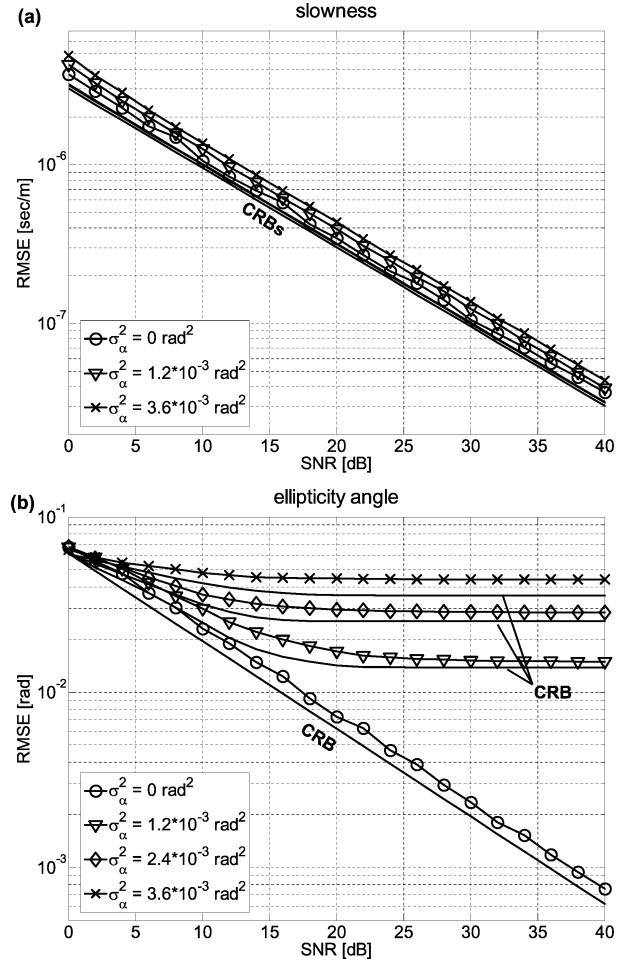 (a)
slowness
10⁻⁶
10⁻⁷
RMSE [sec/m]
CRBs
σ²α = 0 rad²
σ²α = 1.2*10⁻³ rad²
σ²α = 3.6*10⁻³ rad²
0 5 10 15 20 25 30 35 40
SNR [dB]
(b)
ellipticity angle
10⁻¹
10⁻²
10⁻³
RMSE [rad]
CRB
CRB
σ²α = 0 rad²
σ²α = 1.2*10⁻³ rad²
σ²α = 2.4*10⁻³ rad²
σ²α = 3.6*10⁻³ rad²
0 5 10 15 20 25 30 35 40
SNR [dB]